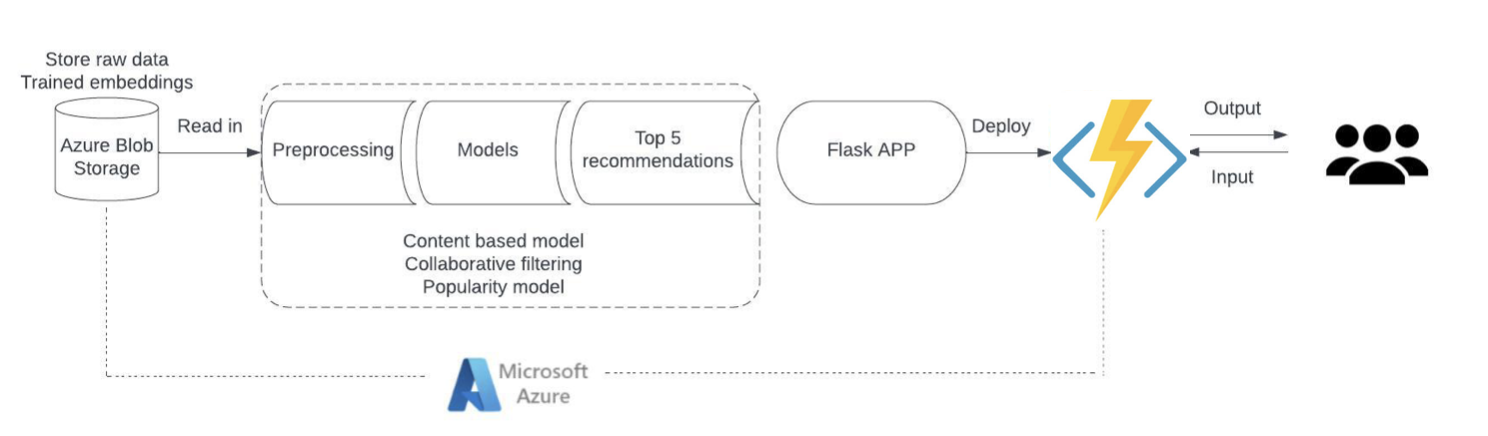 Store raw data
Trained embeddings
Azure Blob
Storage
Read in
Preprocessing
Models
Top 5
recommendations
Flask APP
Deploy
Output
Input
Content based model
Collaborative filtering
Popularity model
Microsoft
Azure